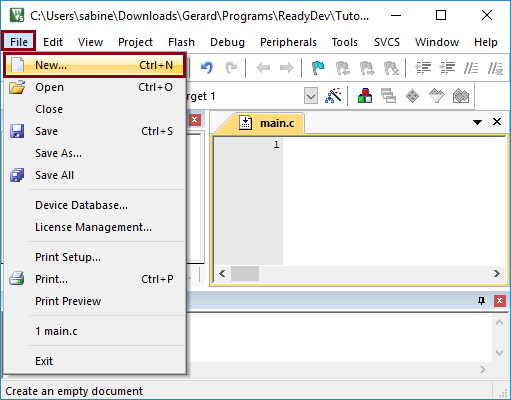 C:\Users\sabine\Downloads\Gerard\Programs\ReadyDev\Tuto...
File Edit View Project Flash Debug Peripherals Tools SVCS Window Help
New... Ctrl+N
Open Ctrl+O
Close
Save Ctrl+S
Save As...
Save All
Device Database...
License Management...
Print Setup...
Print... Ctrl+P
Print Preview
1 main.c
Exit
rget 1
main.c
1
Create an empty document